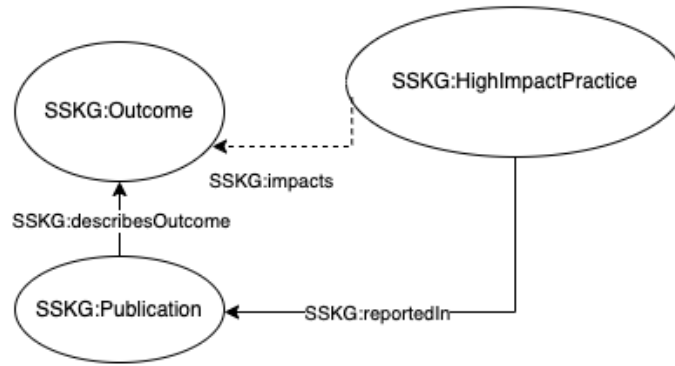 SSKG:HighImpactPractice
SSKG:Outcome
SSKG:impacts
SSKG:describesOutcome
SSKG:Publication
SSKG:reportedIn